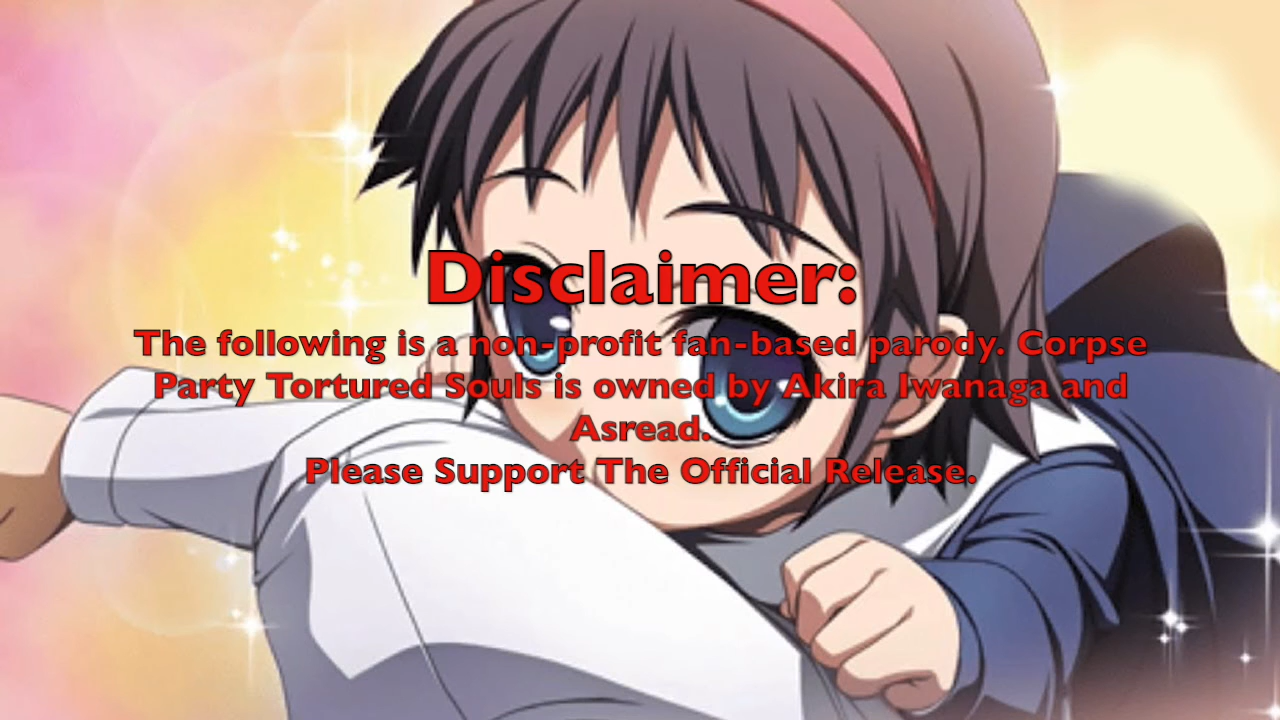 Disclaimer:
The following is a non-profit fan-based parody. Corpse
Party Tortured Souls is owned by Akira Iwanaga and
Asread.
Please Support The Official Release.